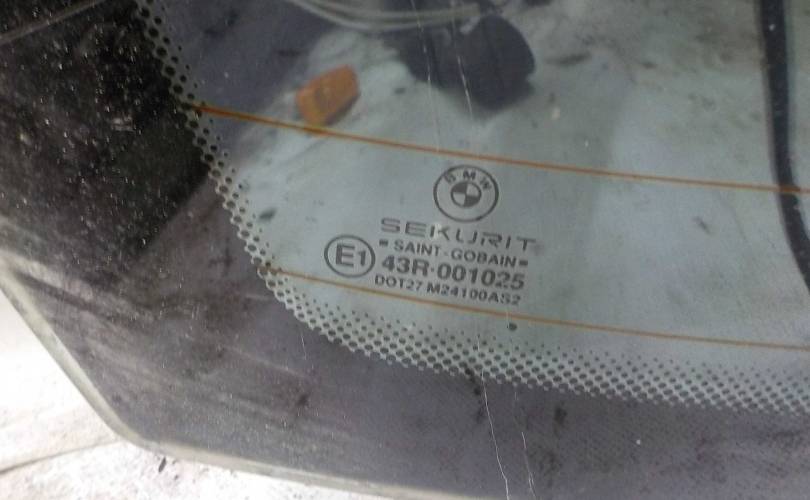 BMW
SEKURIT
SAINT-GOBAIN
E1 43R-001025
DOT27 M24100AS2